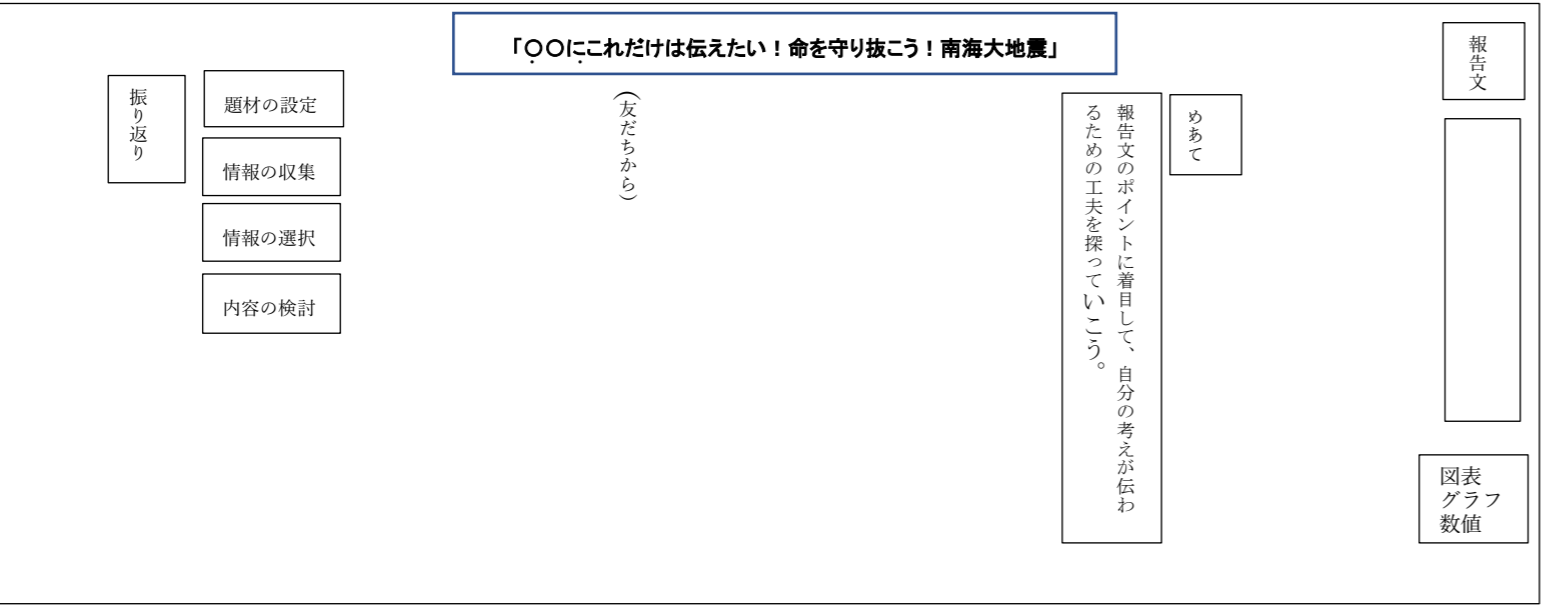 「〇〇にこれだけは伝えたい！命を守り抜こう！南海大地震」
報告文
図表
グラフ
数値
めあて
報告文のポイントに着目して、自分の考えが伝わ
るための工夫を探っていこう。
（友だちから）
題材の設定
情報の収集
情報の選択
内容の検討
振り返り